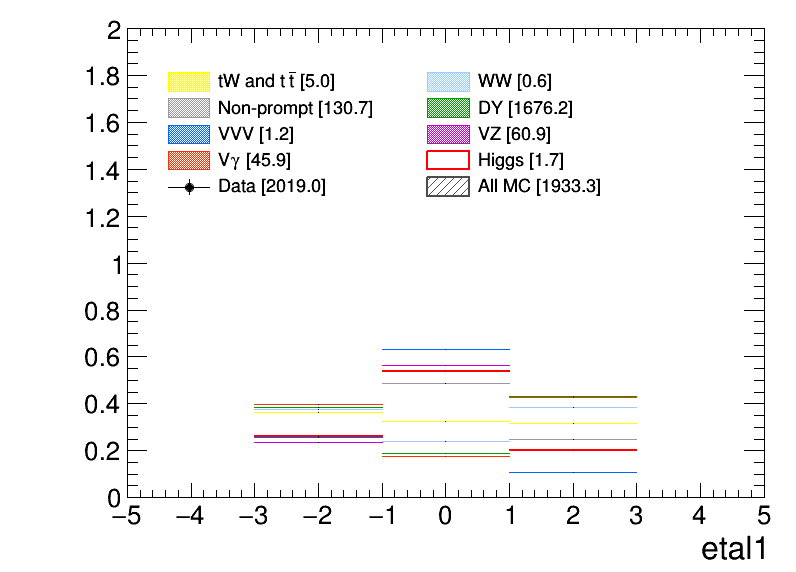 2
1.8
1.6
1.4
1.2
1
0.8
0.6
0.4
0.2
0
tW and t t̄ [5.0]
WW [0.6]
Non-prompt [130.7]
DY [1676.2]
VVV [1.2]
VZ [60.9]
Vγ [45.9]
Higgs [1.7]
Data [2019.0]
All MC [1933.3]
−5 −4 −3 −2 −1 0 1 2 3 4 5
etal1